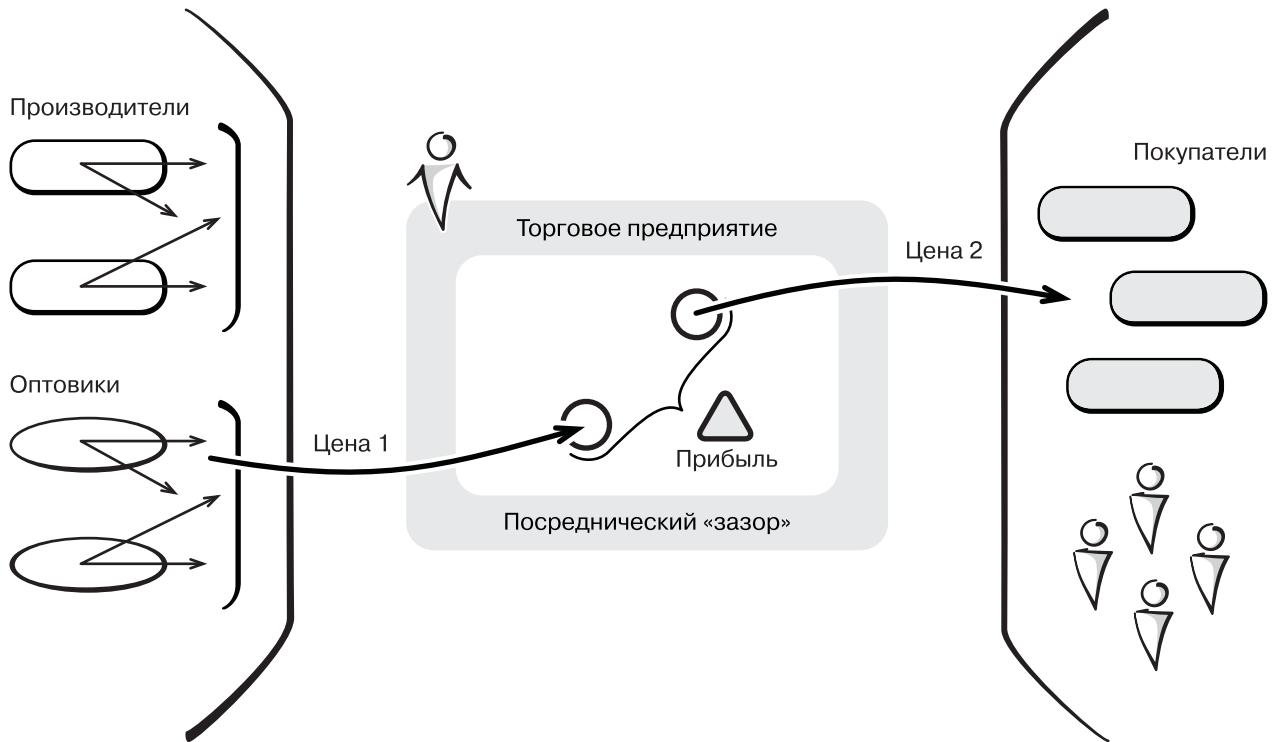 Производители
Оптовики
Цена 1
Торговое предприятие
Прибыль
Посреднический «зазор»
Цена 2
Покупатели